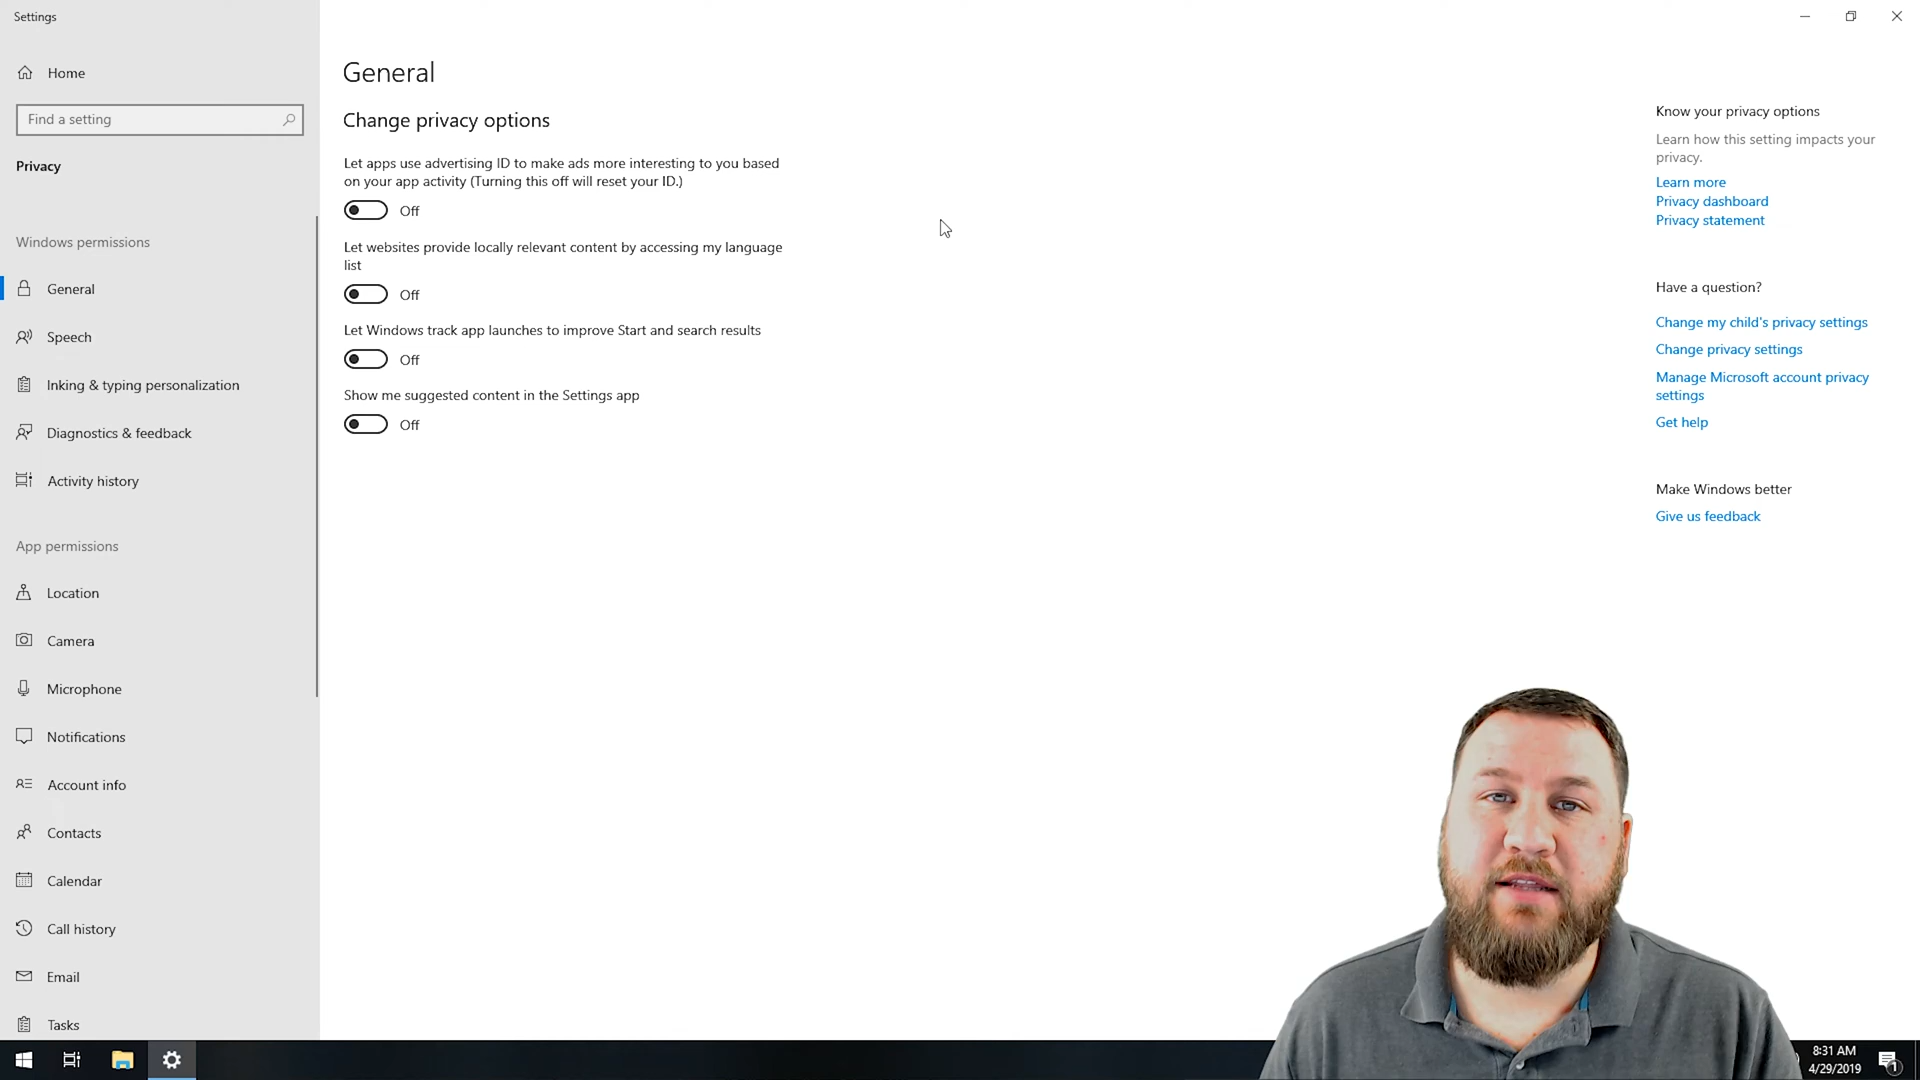 Settings
Home
Find a setting
Privacy
Windows permissions
General
Speech
Inking & typing personalization
Diagnostics & feedback
Activity history
App permissions
Location
Camera
Microphone
Notifications
Account info
Contacts
Calendar
Call history
Email
Tasks
General
Change privacy options
Let apps use advertising ID to make ads more interesting to you based
on your app activity (Turning this off will reset your ID.)
Off
Let websites provide locally relevant content by accessing my language
list
Off
Let Windows track app launches to improve Start and search results
Off
Show me suggested content in the Settings app
Off
Know your privacy options
Learn how this setting impacts your
privacy.
Learn more
Privacy dashboard
Privacy statement
Have a question?
Change my child's privacy settings
Change privacy settings
Manage Microsoft account privacy
settings
Get help
Make Windows better
Give us feedback
8:31 AM
4/29/2019
1